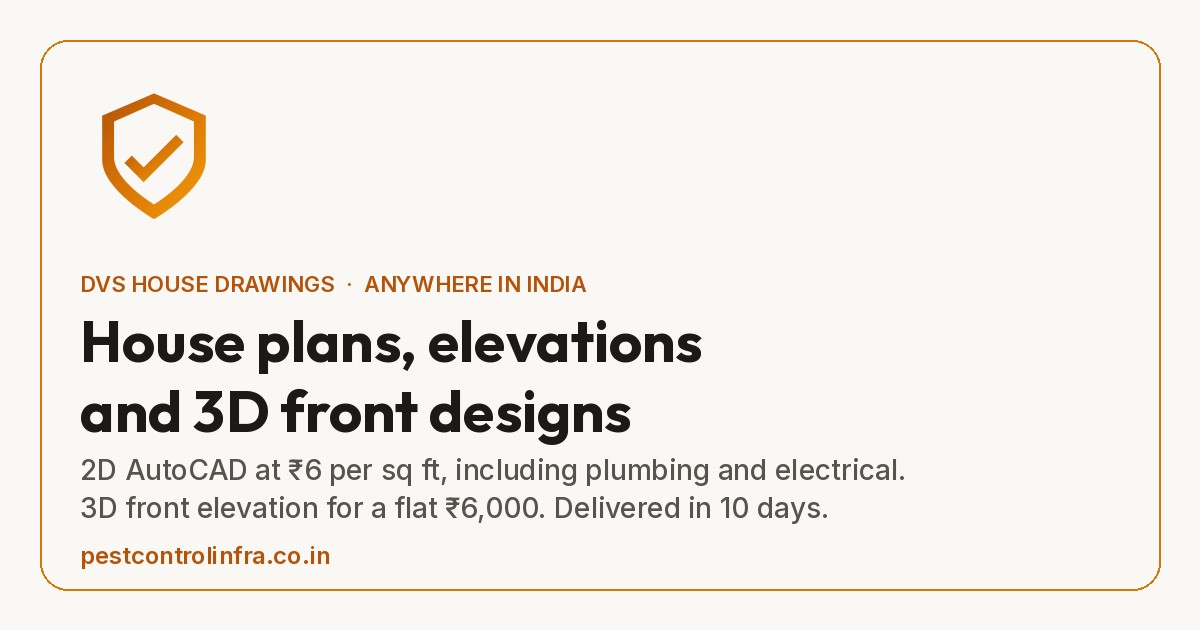 DVS HOUSE DRAWINGS · ANYWHERE IN INDIA
House plans, elevations
and 3D front designs
2D AutoCAD at ₹6 per sq ft, including plumbing and electrical.
3D front elevation for a flat ₹6,000. Delivered in 10 days.
pestcontrolinfra.co.in